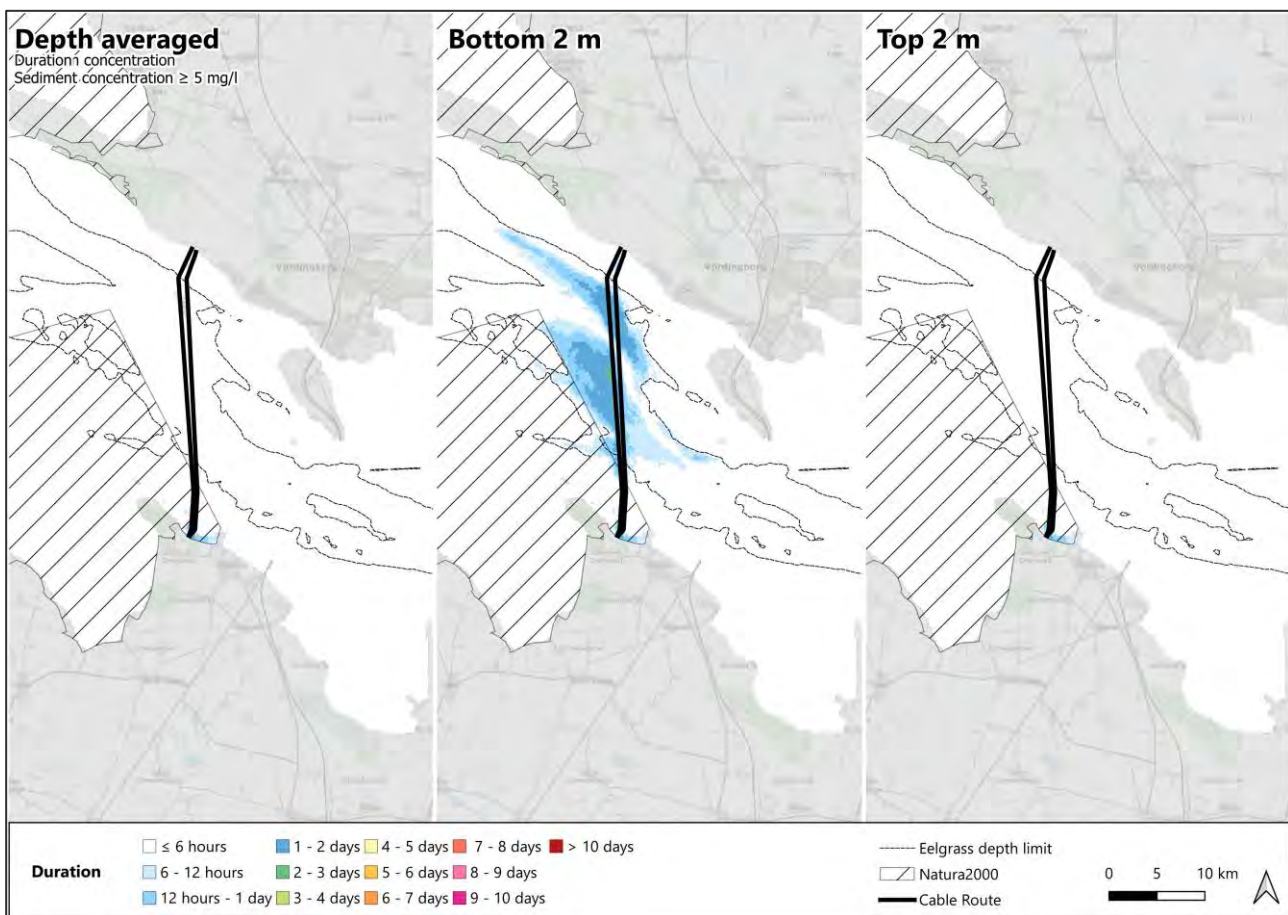 Depth averaged
Duration concentration
Sediment concentration ≥ 5 mg/l
Bottom 2 m
Top 2 m
Vordingborg
Vordingborg
Vordingborg
Duration
≤ 6 hours
6 - 12 hours
12 hours - 1 day
1 - 2 days
2 - 3 days
3 - 4 days
4 - 5 days
5 - 6 days
6 - 7 days
7 - 8 days
8 - 9 days
9 - 10 days
> 10 days
Eelgrass depth limit
Natura2000
Cable Route
0 5 10 km